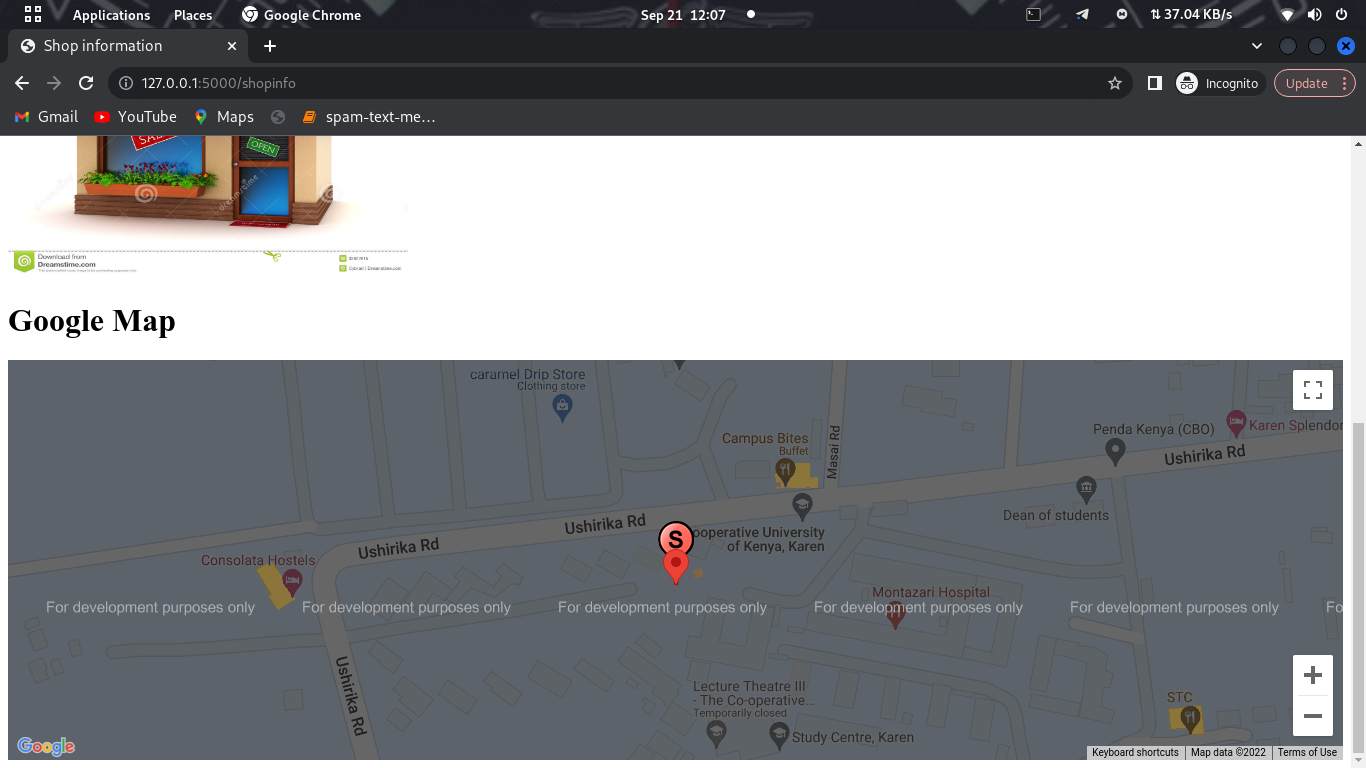 Applications Places Google Chrome Sep 21 12:07 37.04 KB/s
Shop information
127.0.0.1:5000/shopinfo Incognito Update
Gmail YouTube Maps spam-text-me…
SALE
OPEN
dreamstime
Download from
Dreamstime.com
Google Map
caramel Drip Store
Clothing store
Campus Bites
Buffet
Masai Rd
Penda Kenya (CBO)
Karen Splendor
Ushirika Rd
Dean of students
Ushirika Rd
S
ooperative University
of Kenya, Karen
Ushirika Rd
Consolata Hostels
Montazari Hospital
For development purposes only For development purposes only For development purposes only For development purposes only For development purposes only Fo
Ushirika Rd
Lecture Theatre III
- The Co-operative...
Temporarily closed
Study Centre, Karen
STC
Google
Keyboard shortcuts Map data ©2022 Terms of Use